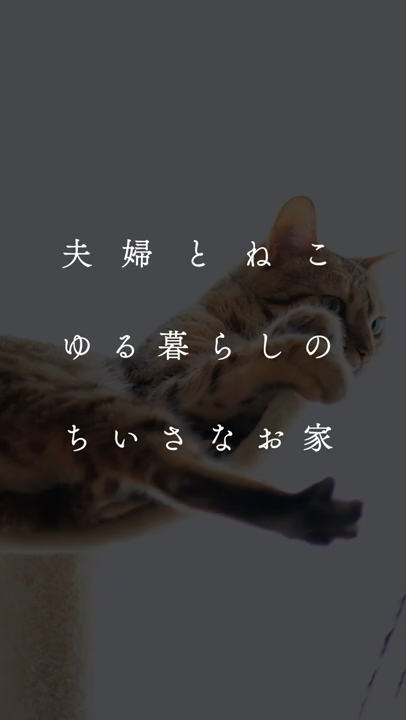 夫婦とねこ
ゆる暮らしの
ちいさなお家